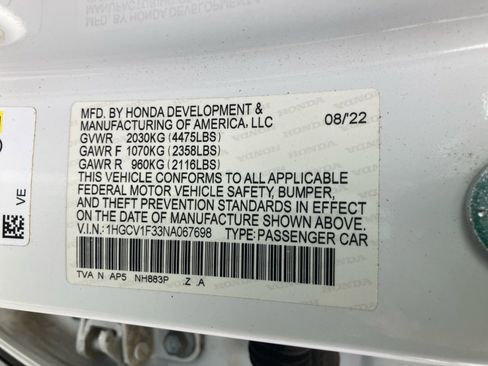 MFD. BY HONDA DEVELOPMENT &
MANUFACTURING OF AMERICA, LLC 08/'22
GVWR 2030KG (4475LBS)
GAWR F 1070KG (2358LBS)
GAWR R 960KG (2116LBS)
THIS VEHICLE CONFORMS TO ALL APPLICABLE
FEDERAL MOTOR VEHICLE SAFETY, BUMPER,
AND THEFT PREVENTION STANDARDS IN EFFECT
ON THE DATE OF MANUFACTURE SHOWN ABOVE.
V.I.N.: 1HGCV1F33NA067698 TYPE: PASSENGER CAR
TVA N AP5 NH883P .Z .A
VE